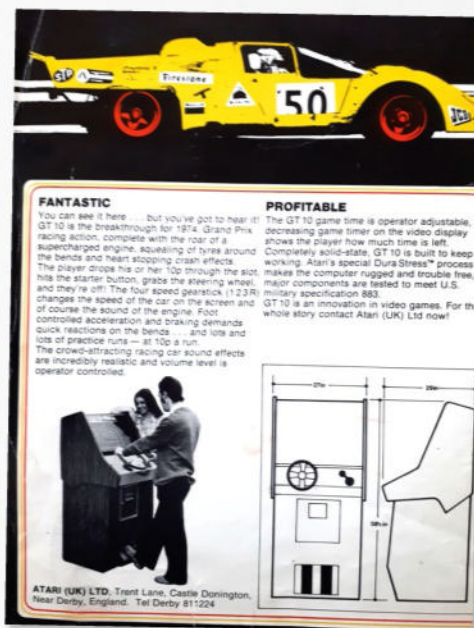 STP
Firestone
50
JCB
FANTASTIC
You can see it here . . . but you've got to hear it!
GT 10 is the breakthrough for 1974. Grand Prix
racing action, complete with the roar of a
supercharged engine, squealing of tyres around
the bends and heart stopping crash effects.
The player drops his or her 10p through the slot,
hits the starter button, grabs the steering wheel,
and they're off! The four speed gearstick (1 2 3 R)
changes the speed of the car on the screen and
of course the sound of the engine. Foot
controlled acceleration and braking demands
quick reactions on the bends . . . and lots and
lots of practice runs — at 10p a run.
The crowd-attracting racing car sound effects
are incredibly realistic and volume level is
operator controlled.
PROFITABLE
The GT 10 game time is operator adjustable,
decreasing game timer on the video display
shows the player how much time is left.
Completely solid-state, GT 10 is built to keep
working. Atari's special Dura Stress™ process
makes the computer rugged and trouble free,
major components are tested to meet U.S.
military specification 883.
GT 10 is an innovation in video games. For th
whole story contact Atari (UK) Ltd now!
27in
ATARI (UK) LTD, Trent Lane, Castle Donington,
Near Derby, England. Tel Derby 811224